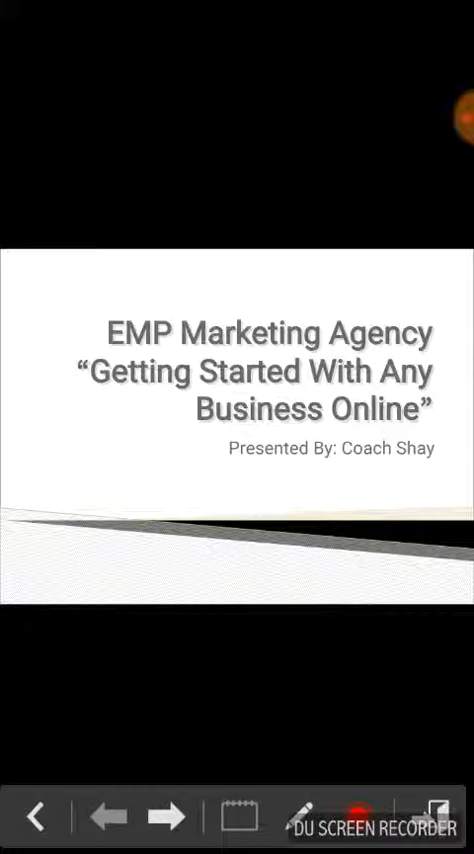 EMP Marketing Agency
“Getting Started With Any
Business Online”
Presented By: Coach Shay
DU SCREEN RECORDER